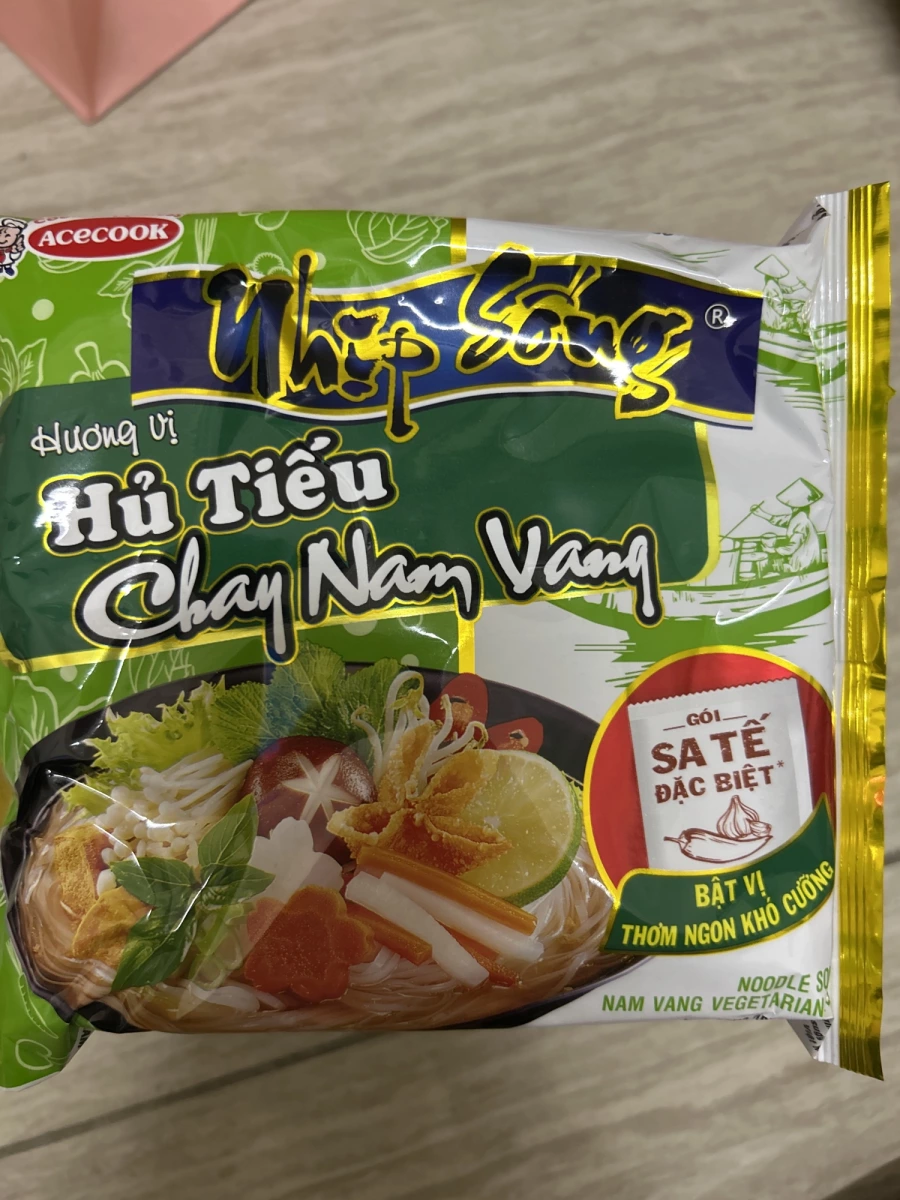 ACECOOK
Nhịp Sống ®
Hương vị
Hủ Tiếu
Chay Nam Vang
GÓI
SA TẾ
ĐẶC BIỆT*
BẬT VỊ
THƠM NGON KHÓ CƯỠNG
NOODLE
NAM VANG VEGETARIAN